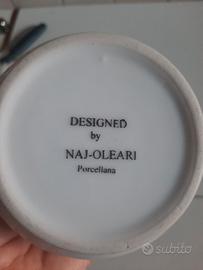 DESIGNED
by
NAJ-OLEARI
Porcellana
subito